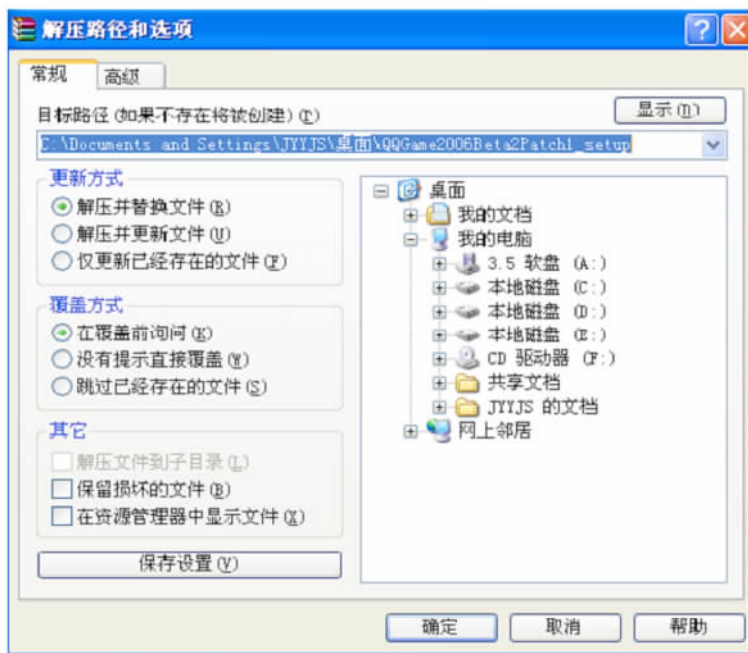 解压路径和选项
常规
高级
目标路径(如果不存在将被创建)(T)
显示(D)
C:\Documents and Settings\JYYJS\桌面\QQGame2006Beta2Patch1_setup
更新方式
解压并替换文件(R)
解压并更新文件(U)
仅更新已经存在的文件(F)
覆盖方式
在覆盖前询问(K)
没有提示直接覆盖(W)
跳过已经存在的文件(S)
其它
解压文件到子目录(L)
保留损坏的文件(B)
在资源管理器中显示文件(X)
保存设置(V)
桌面
我的文档
我的电脑
3.5 软盘 (A:)
本地磁盘 (C:)
本地磁盘 (D:)
本地磁盘 (E:)
CD 驱动器 (F:)
共享文档
JYYJS 的文档
网上邻居
确定
取消
帮助